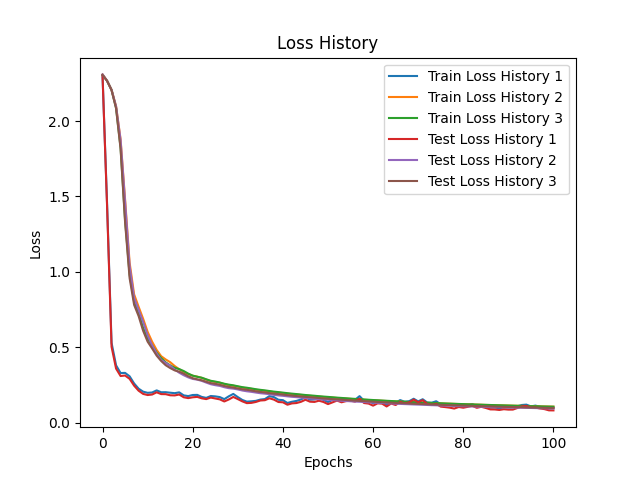 Loss History
Train Loss History 1
Train Loss History 2
Train Loss History 3
Test Loss History 1
Test Loss History 2
Test Loss History 3
2.0
1.5
1.0
0.5
0.0
Loss
0 20 40 60 80 100
Epochs